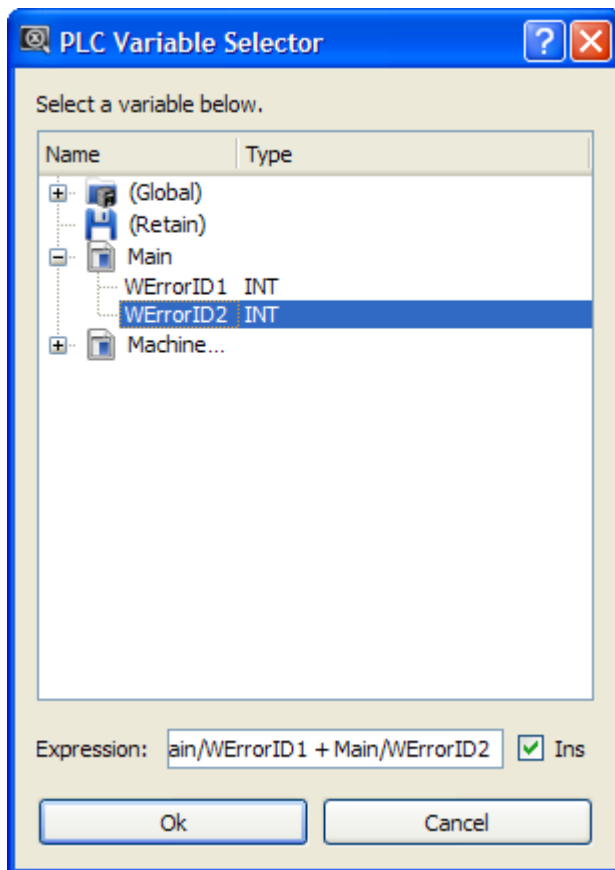 PLC Variable Selector
Select a variable below.
Name Type
(Global)
(Retain)
Main
WErrorID1 INT
WErrorID2 INT
Machine...
Expression: ain/WErrorID1 + Main/WErrorID2 Ins
Ok Cancel